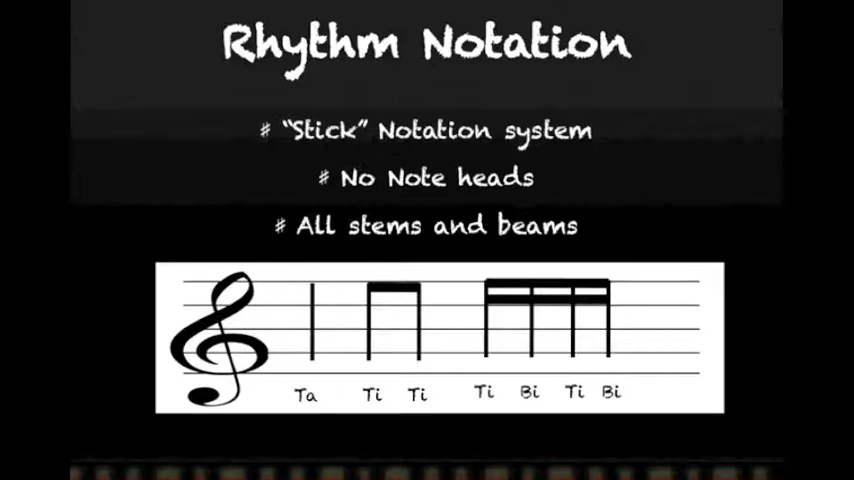 Rhythm Notation
♯ “Stick” Notation system
♯ No Note heads
♯ All stems and beams
Ta Ti Ti Ti Bi Ti Bi